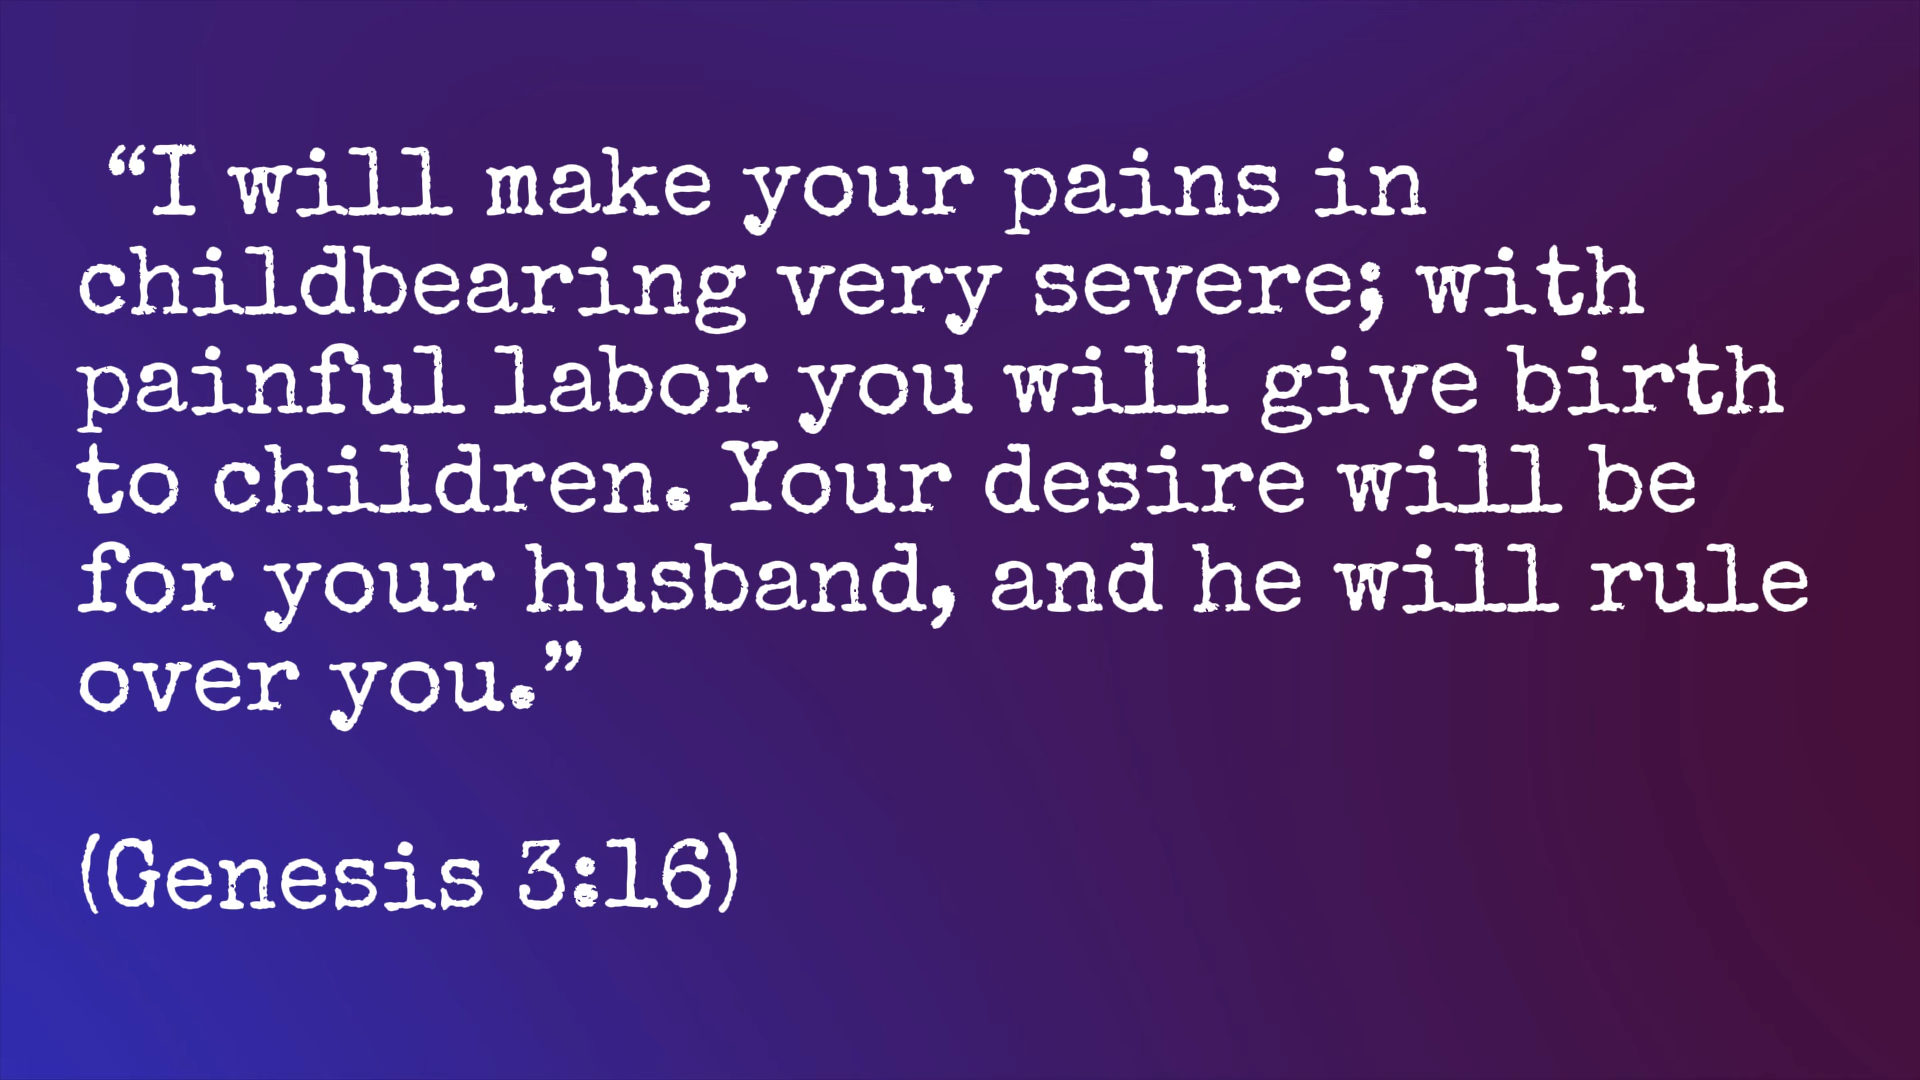 “I will make your pains in
childbearing very severe; with
painful labor you will give birth
to children. Your desire will be
for your husband, and he will rule
over you.”
(Genesis 3:16)